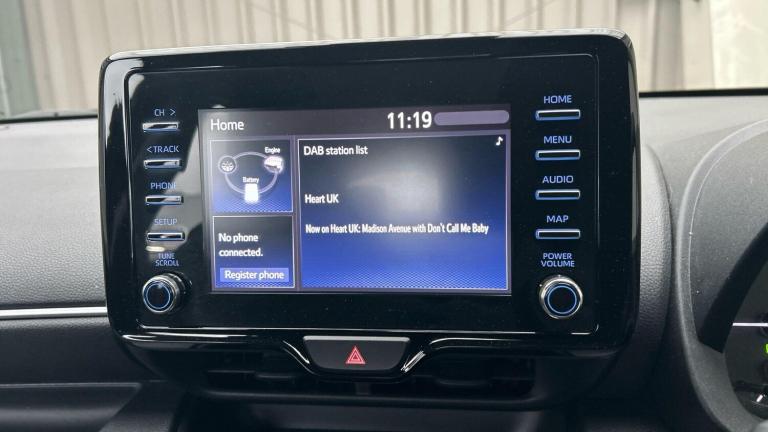 CH >
< TRACK
PHONE
SETUP
TUNE
SCROLL
Home
11:19
Engine
Battery
No phone
connected.
Register phone
DAB station list
Heart UK
Now on Heart UK: Madison Avenue with Don't Call Me Baby
HOME
MENU
AUDIO
MAP
POWER
VOLUME